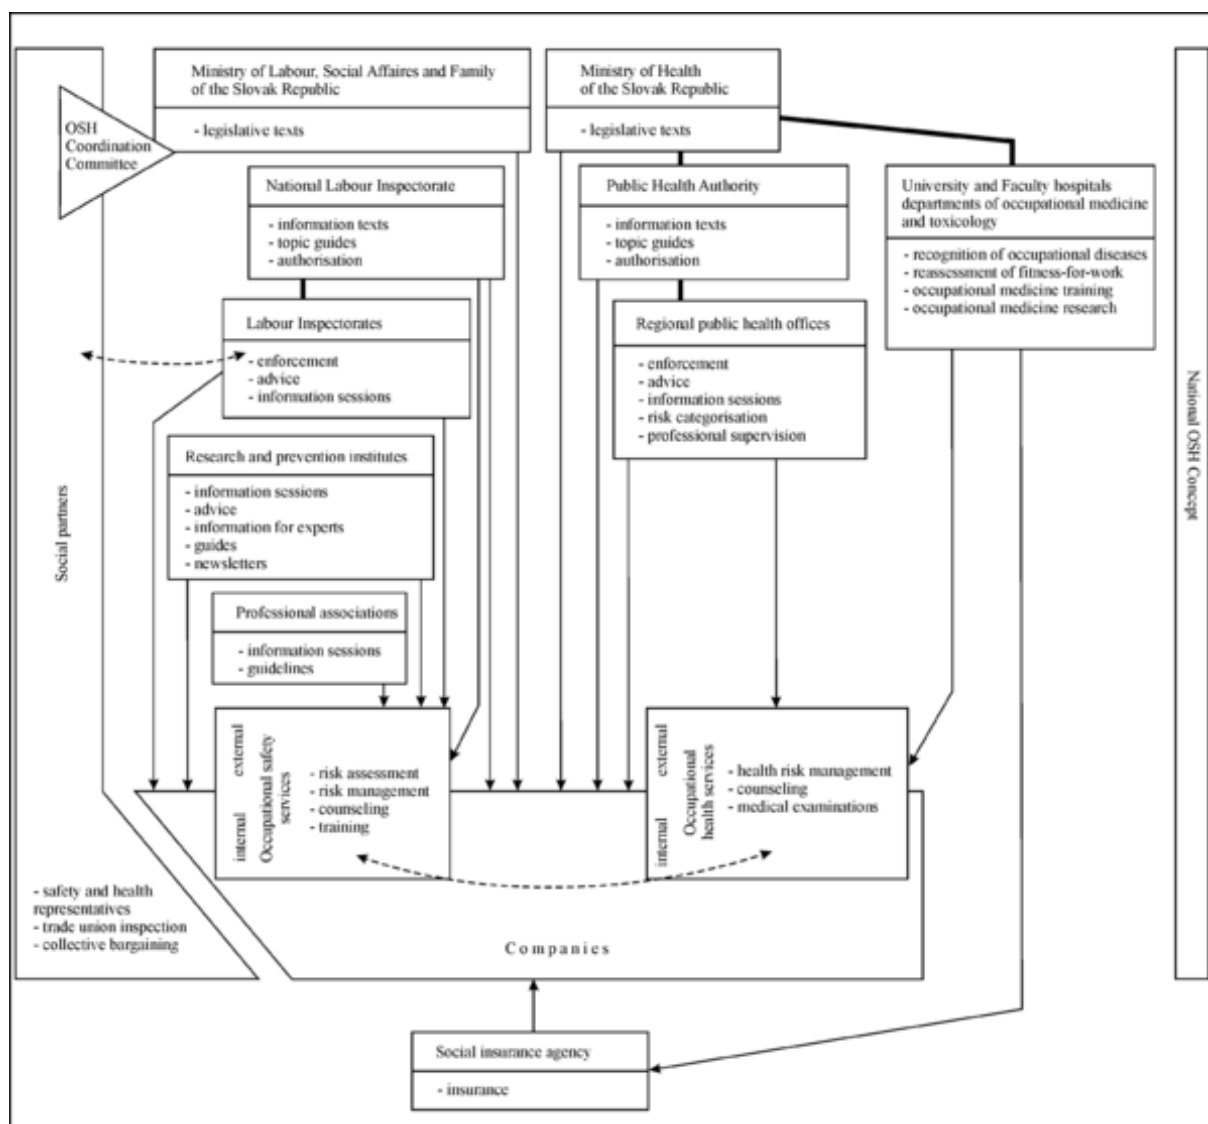 Ministry of Labour, Social Affaires and Family
of the Slovak Republic
- legislative texts
Ministry of Health
of the Slovak Republic
- legislative texts
OSH
Coordination
Committee
National Labour Inspectorate
- information texts
- topic guides
- authorisation
Public Health Authority
- information texts
- topic guides
- authorisation
University and Faculty hospitals
departments of occupational medicine
and toxicology
- recognition of occupational diseases
- reassessment of fitness-for-work
- occupational medicine training
- occupational medicine research
Labour Inspectorates
- enforcement
- advice
- information sessions
Regional public health offices
- enforcement
- advice
- information sessions
- risk categorisation
- professional supervision
Research and prevention institutes
- information sessions
- advice
- information for experts
- guides
- newsletters
Professional associations
- information sessions
- guidelines
Social partners
National OSH Concept
internal external
Occupational safety
services
- risk assessment
- risk management
- counseling
- training
internal external
Occupational
health services
- health risk management
- counseling
- medical examinations
- safety and health
representatives
- trade union inspection
- collective bargaining
Companies
Social insurance agency
- insurance